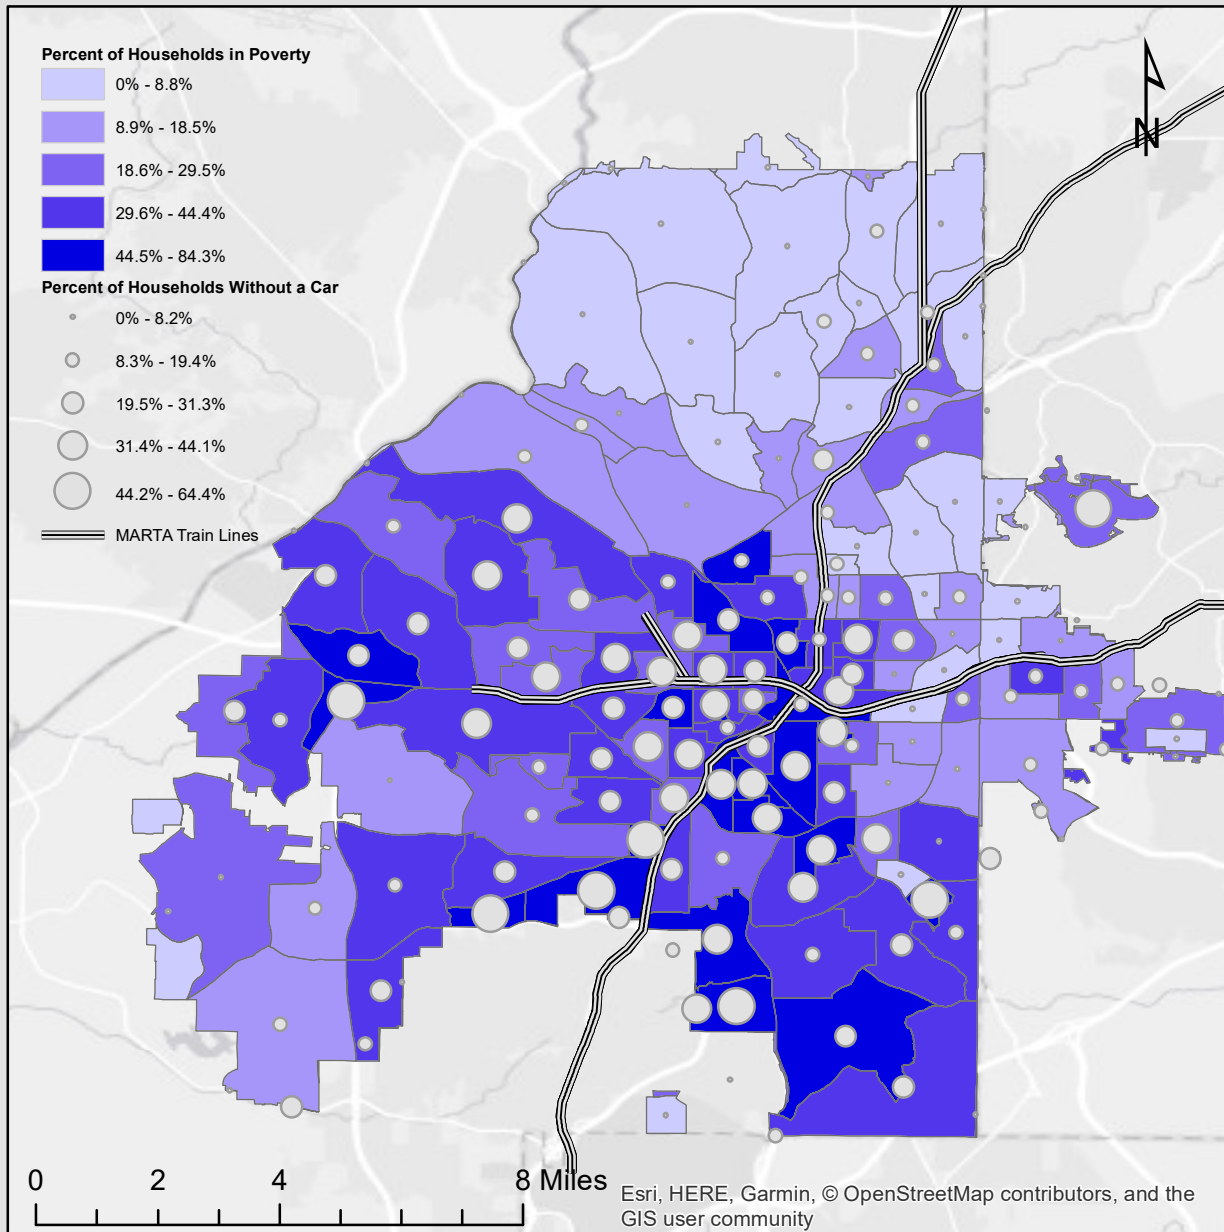 Percent of Households in Poverty
0% - 8.8%
8.9% - 18.5%
18.6% - 29.5%
29.6% - 44.4%
44.5% - 84.3%
Percent of Households Without a Car
0% - 8.2%
8.3% - 19.4%
19.5% - 31.3%
31.4% - 44.1%
44.2% - 64.4%
MARTA Train Lines
N
0 2 4 8 Miles
Esri, HERE, Garmin, © OpenStreetMap contributors, and the
GIS user community